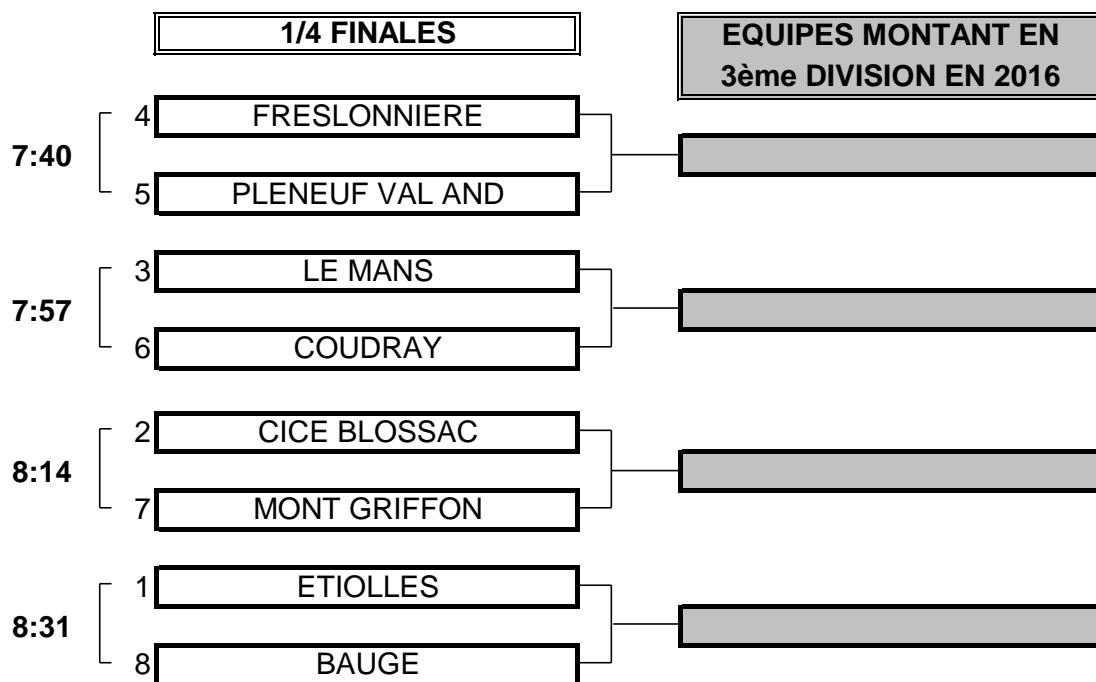 1/4 FINALES
EQUIPES MONTANT EN
3ème DIVISION EN 2016
4 FRESLONNIERE
7:40
5 PLENEUF VAL AND
3 LE MANS
7:57
6 COUDRAY
2 CICE BLOSSAC
8:14
7 MONT GRIFFON
1 ETIOLLES
8:31
8 BAUGE